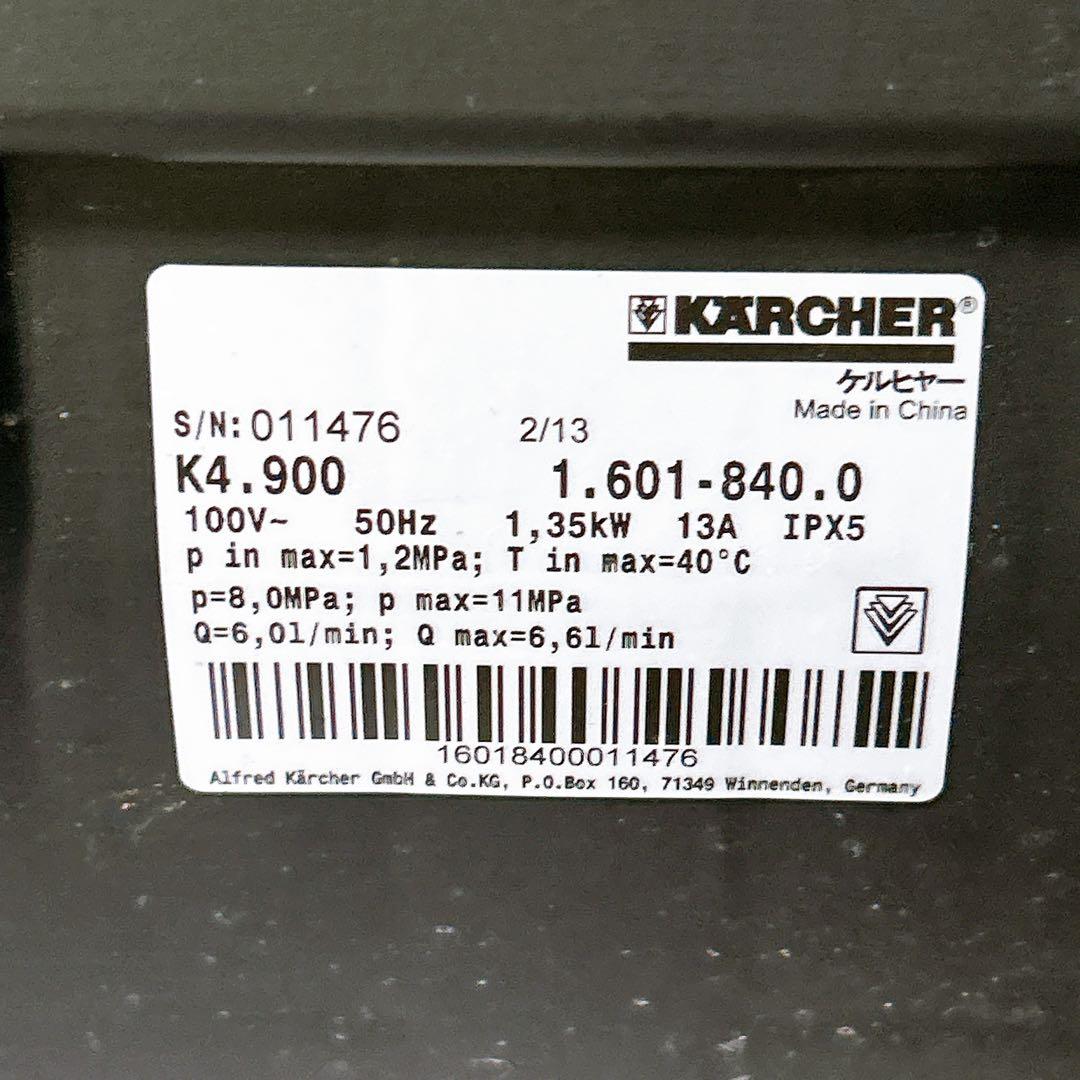 KÄRCHER®
ケルヒャー
Made in China
S/N:011476 2/13
K4.900 1.601-840.0
100V~ 50Hz 1,35kW 13A IPX5
p in max=1,2MPa; T in max=40°C
p=8,0MPa; p max=11MPa
Q=6,0l/min; Q max=6,6l/min
16018400011476
Alfred Kärcher GmbH & Co.KG, P.O.Box 160, 71349 Winnenden, Germany